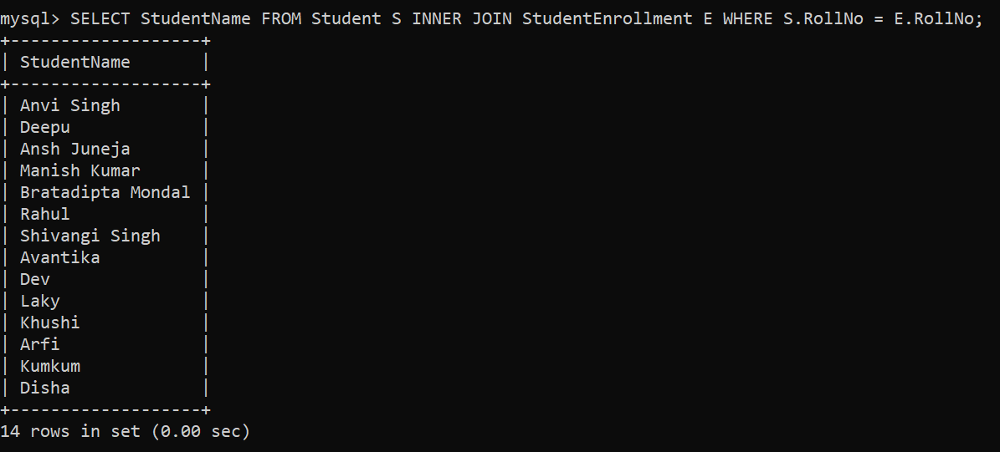 mysql> SELECT StudentName FROM Student S INNER JOIN StudentEnrollment E WHERE S.RollNo = E.RollNo;
+-------------------+
| StudentName       |
+-------------------+
| Anvi Singh        |
| Deepu             |
| Ansh Juneja       |
| Manish Kumar      |
| Bratadipta Mondal |
| Rahul             |
| Shivangi Singh    |
| Avantika          |
| Dev               |
| Laky              |
| Khushi            |
| Arfi              |
| Kumkum            |
| Disha             |
+-------------------+
14 rows in set (0.00 sec)